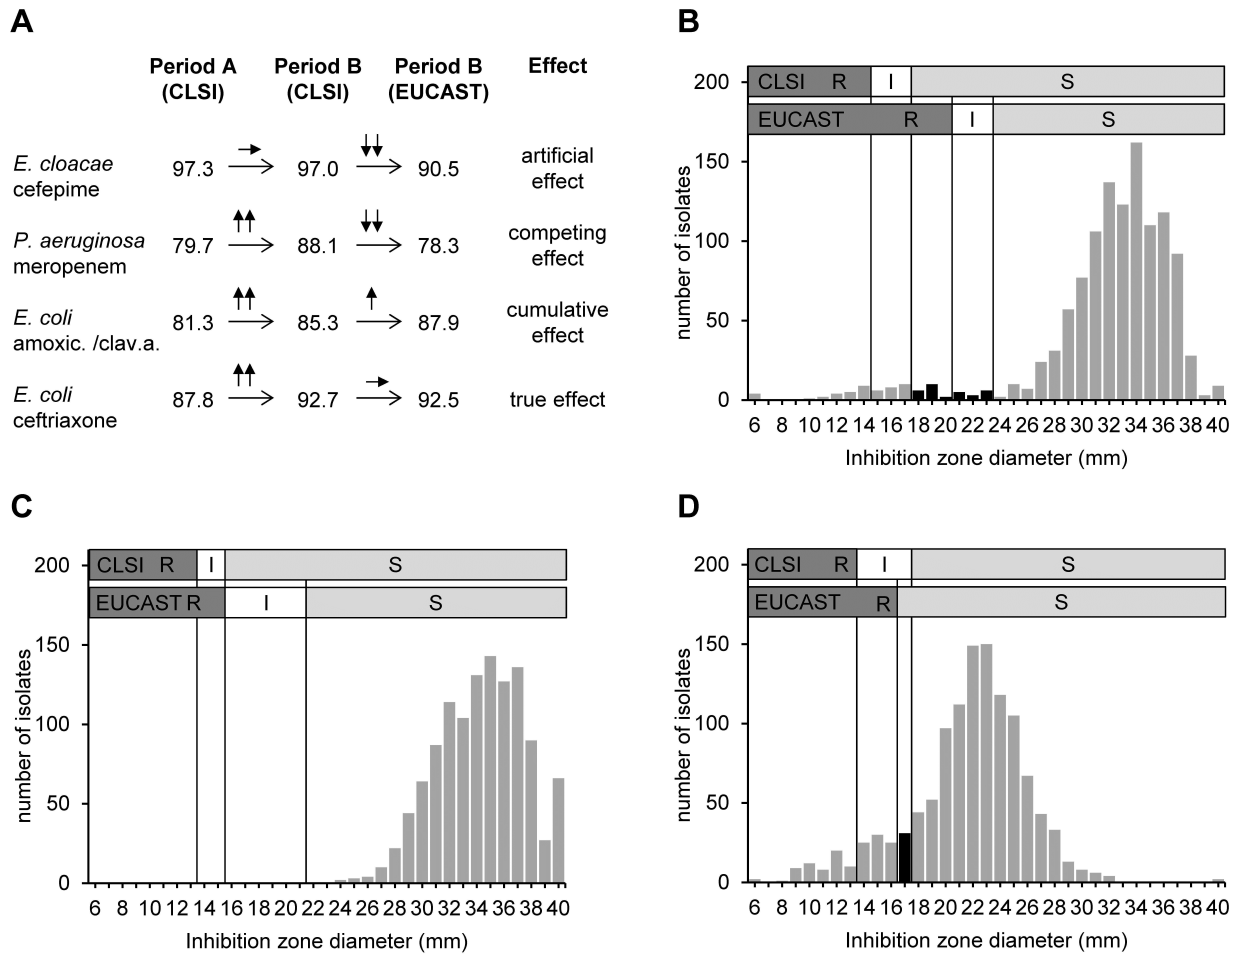 A
Period A Period B Period B Effect
(CLSI) (CLSI) (EUCAST)
E. cloacae
cefepime
97.3 97.0 90.5
artificial
effect
P. aeruginosa
meropenem
79.7 88.1 78.3
competing
effect
E. coli
amoxic. /clav.a.
81.3 85.3 87.9
cumulative
effect
E. coli
ceftriaxone
87.8 92.7 92.5
true effect
B
CLSI R I S
EUCAST R I S
number of isolates
200
150
100
50
0
6 8 10 12 14 16 18 20 22 24 26 28 30 32 34 36 38 40
Inhibition zone diameter (mm)
C
CLSI R I S
EUCAST R I S
number of isolates
200
150
100
50
0
6 8 10 12 14 16 18 20 22 24 26 28 30 32 34 36 38 40
Inhibition zone diameter (mm)
D
CLSI R I S
EUCAST R S
number of isolates
200
150
100
50
0
6 8 10 12 14 16 18 20 22 24 26 28 30 32 34 36 38 40
Inhibition zone diameter (mm)